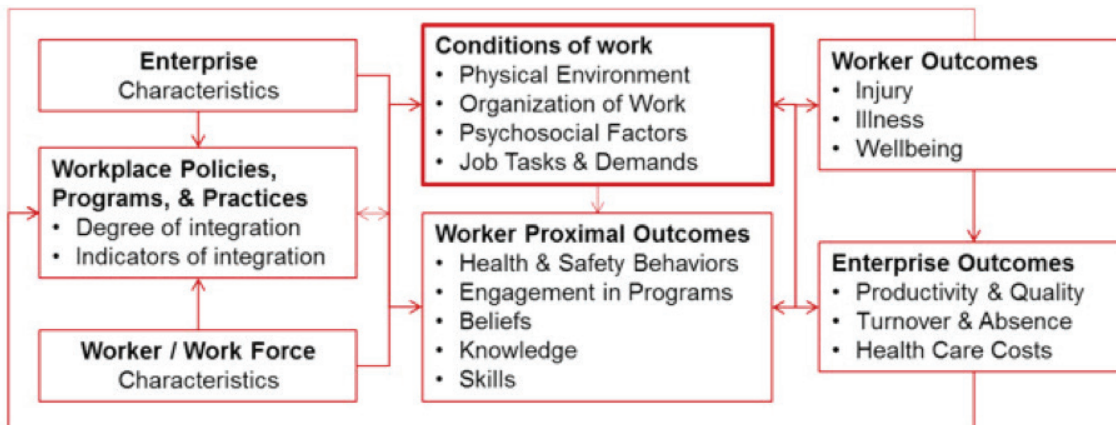 Enterprise
Characteristics
Workplace Policies,
Programs, & Practices
• Degree of integration
• Indicators of integration
Worker / Work Force
Characteristics
Conditions of work
• Physical Environment
• Organization of Work
• Psychosocial Factors
• Job Tasks & Demands
Worker Proximal Outcomes
• Health & Safety Behaviors
• Engagement in Programs
• Beliefs
• Knowledge
• Skills
Worker Outcomes
• Injury
• Illness
• Wellbeing
Enterprise Outcomes
• Productivity & Quality
• Turnover & Absence
• Health Care Costs